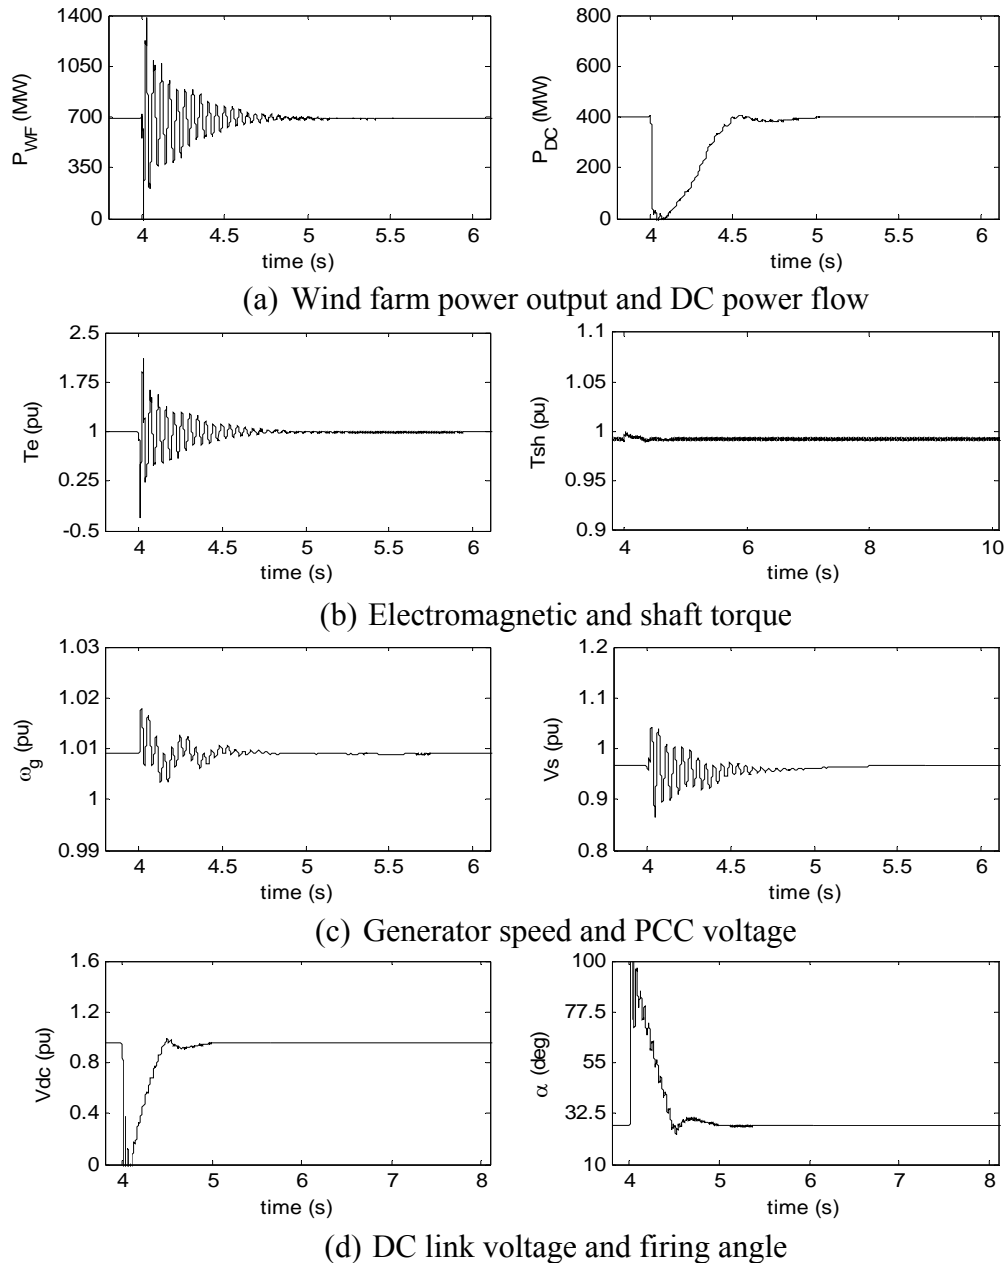 1400
1050
700
350
0
P_WF (MW)
4 4.5 5 5.5 6
time (s)
800
600
400
200
0
P_DC (MW)
4 4.5 5 5.5 6
time (s)
(a) Wind farm power output and DC power flow
2.5
1.75
1
0.25
-0.5
Te (pu)
4 4.5 5 5.5 6
time (s)
1.1
1.05
1
0.95
0.9
Tsh (pu)
4 6 8 10
time (s)
(b) Electromagnetic and shaft torque
1.03
1.02
1.01
1
0.99
ω_g (pu)
4 4.5 5 5.5 6
time (s)
1.2
1.1
1
0.9
0.8
Vs (pu)
4 4.5 5 5.5 6
time (s)
(c) Generator speed and PCC voltage
1.6
1.2
0.8
0.4
0
Vdc (pu)
4 5 6 7 8
time (s)
100
77.5
55
32.5
10
α (deg)
4 5 6 7 8
time (s)
(d) DC link voltage and firing angle